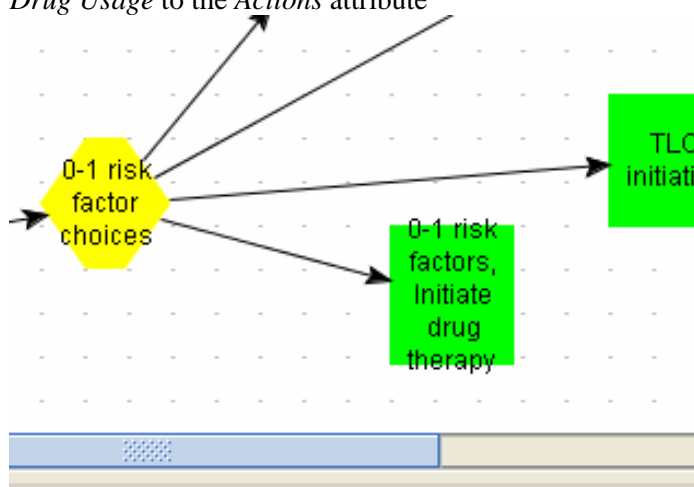 Drug Usage to the Actions attribute
0-1 risk
factor
choices
TLC
0-1 risk
factors,
Initiate
drug
therapy